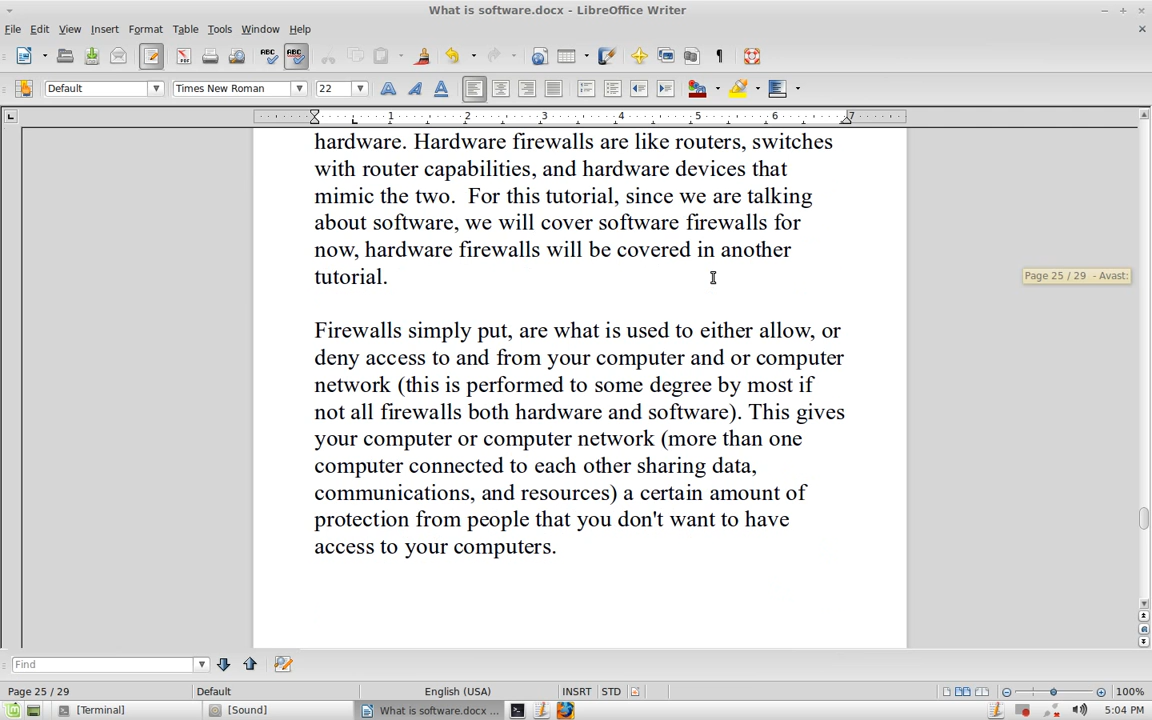 What is software.docx - LibreOffice Writer
File Edit View Insert Format Table Tools Window Help
Default Times New Roman 22
1 2 3 4 5 6 7
hardware. Hardware firewalls are like routers, switches
with router capabilities, and hardware devices that
mimic the two.  For this tutorial, since we are talking
about software, we will cover software firewalls for
now, hardware firewalls will be covered in another
tutorial.
Page 25 / 29  - Avast:
Firewalls simply put, are what is used to either allow, or
deny access to and from your computer and or computer
network (this is performed to some degree by most if
not all firewalls both hardware and software). This gives
your computer or computer network (more than one
computer connected to each other sharing data,
communications, and resources) a certain amount of
protection from people that you don't want to have
access to your computers.
Find
Page 25 / 29 Default English (USA) INSRT STD 100%
[Terminal] [Sound] What is software.docx ... 5:04 PM